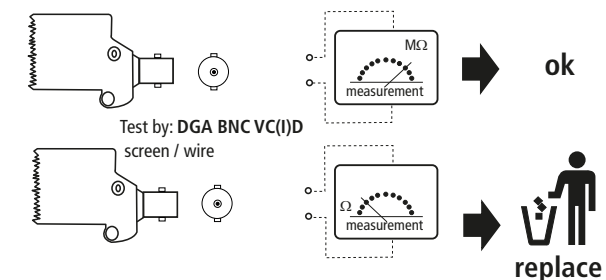 MΩ
measurement
ok
Test by: DGA BNC VC(I)D
screen / wire
Ω
measurement
replace